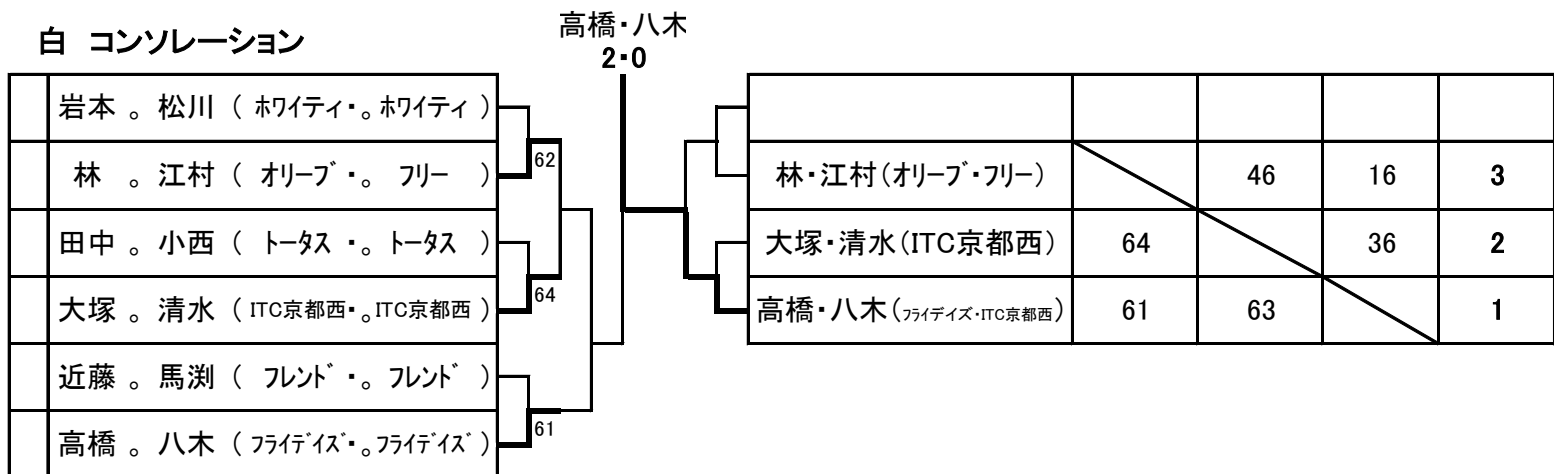 高橋・八木
白 コンソレーション
2・0
岩本 。 松川 ( ホワイティ・。ホワイティ )
62
林 。 江村 ( オリーブ・。 フリー )
田中 。 小西 ( トータス ・。 トータス )
64
大塚 。 清水 ( ITC京都西・。ITC京都西 )
近藤 。 馬渕 ( フレンド・。 フレンド )
61
高橋 。 八木 ( フライデイズ・。フライデイズ )
林・江村(オリーブ・フリー) 46 16 3
大塚・清水(ITC京都西) 64 36 2
高橋・八木(フライデイズ・ITC京都西) 61 63 1